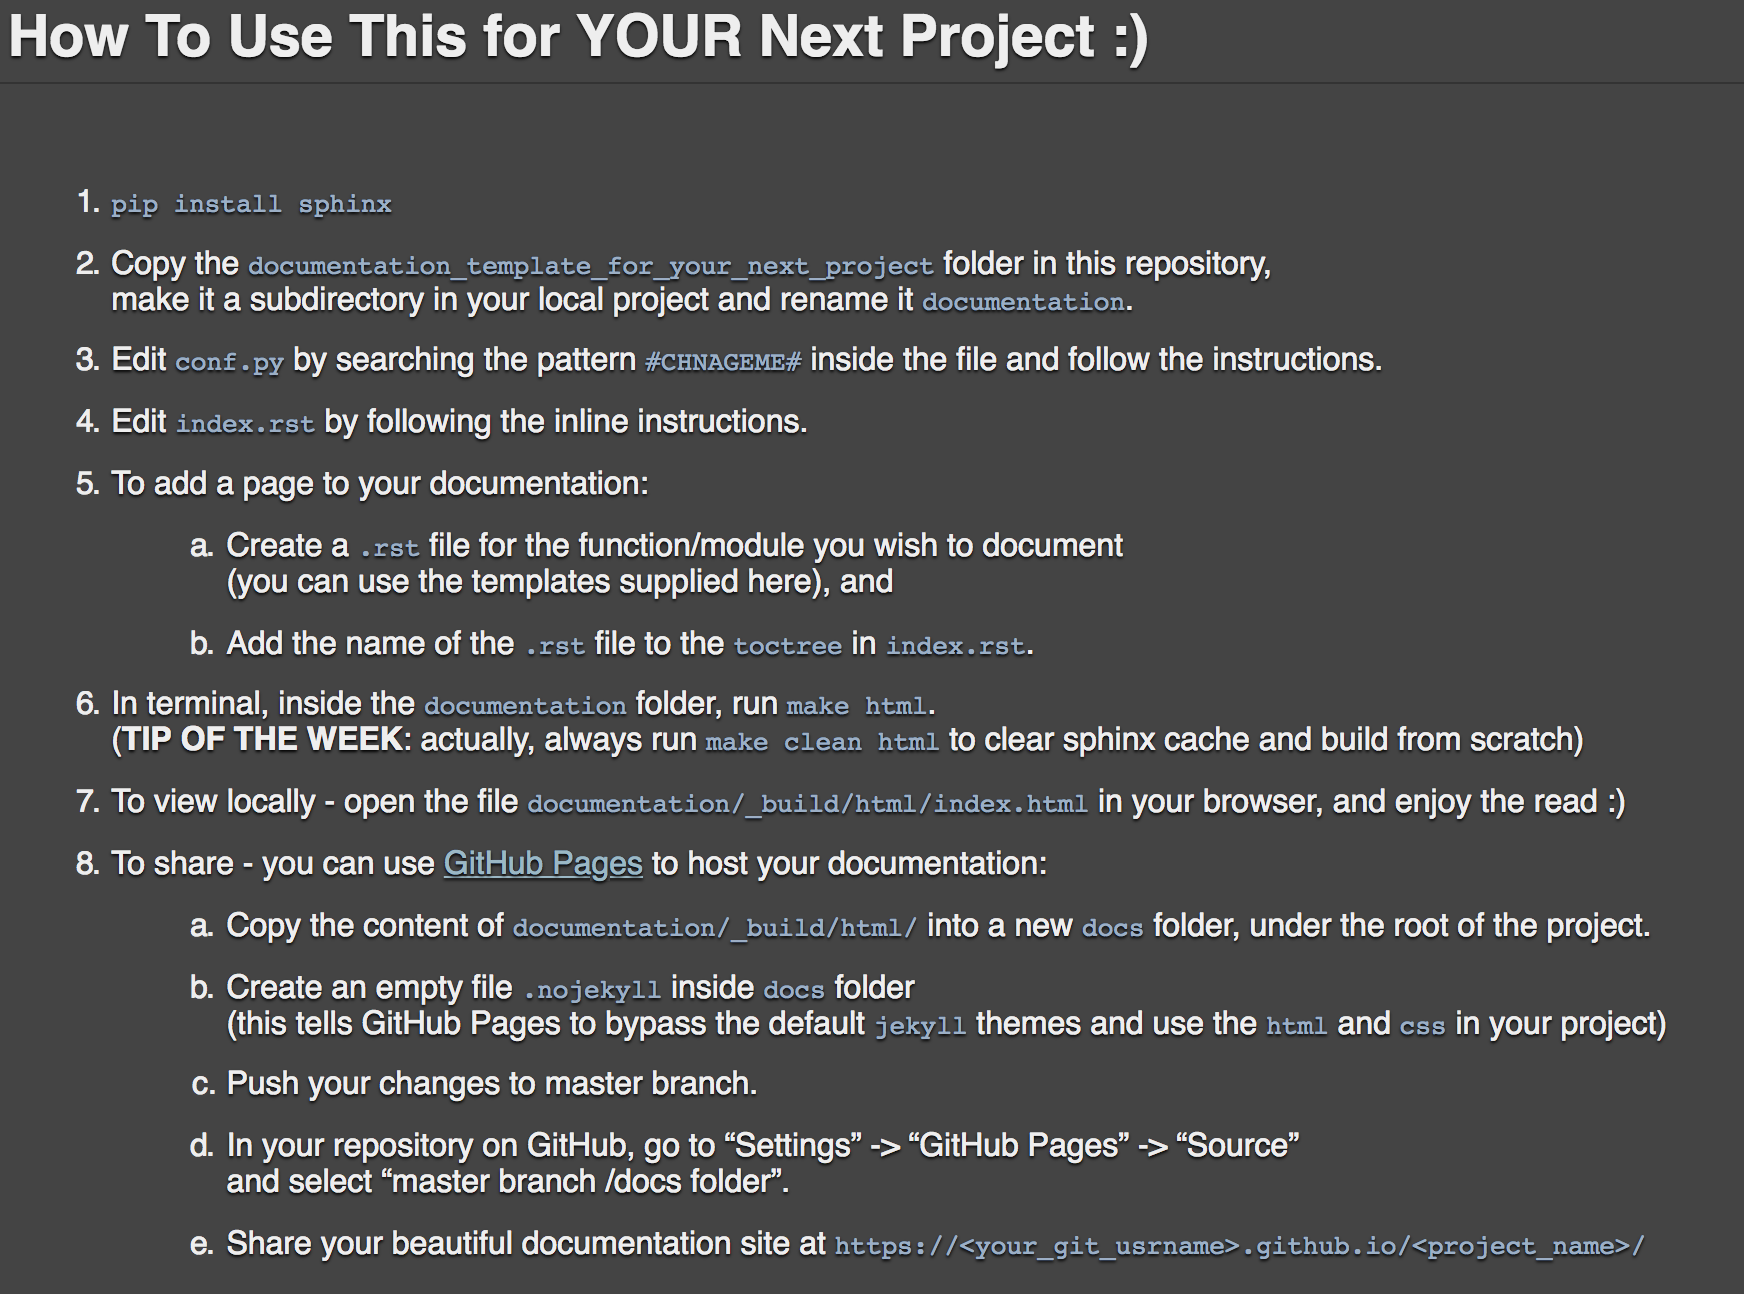 How To Use This for YOUR Next Project :)
1. pip install sphinx
2. Copy the documentation_template_for_your_next_project folder in this repository,
make it a subdirectory in your local project and rename it documentation.
3. Edit conf.py by searching the pattern #CHNAGEME# inside the file and follow the instructions.
4. Edit index.rst by following the inline instructions.
5. To add a page to your documentation:
a. Create a .rst file for the function/module you wish to document
(you can use the templates supplied here), and
b. Add the name of the .rst file to the toctree in index.rst.
6. In terminal, inside the documentation folder, run make html.
(TIP OF THE WEEK: actually, always run make clean html to clear sphinx cache and build from scratch)
7. To view locally - open the file documentation/_build/html/index.html in your browser, and enjoy the read :)
8. To share - you can use GitHub Pages to host your documentation:
a. Copy the content of documentation/_build/html/ into a new docs folder, under the root of the project.
b. Create an empty file .nojekyll inside docs folder
(this tells GitHub Pages to bypass the default jekyll themes and use the html and css in your project)
c. Push your changes to master branch.
d. In your repository on GitHub, go to “Settings” -> “GitHub Pages” -> “Source”
and select “master branch /docs folder”.
e. Share your beautiful documentation site at https://<your_git_usrname>.github.io/<project_name>/